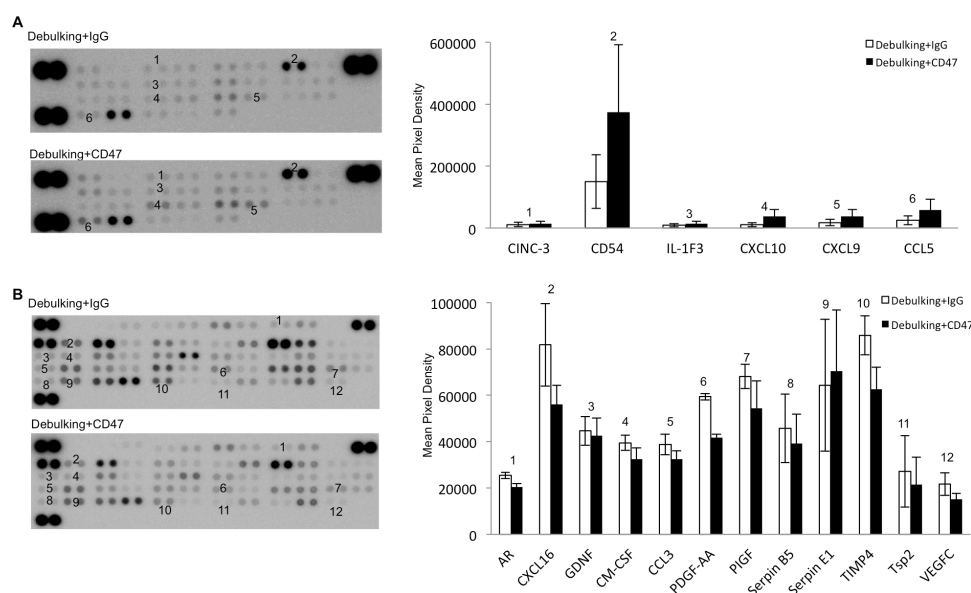 A
Debulking+IgG
1
2
3
4
5
6
Debulking+CD47
1
2
3
4
5
6
Mean Pixel Density
600000
400000
200000
0
2
Debulking+IgG
Debulking+CD47
1
3
4
5
6
CINC-3 CD54 IL-1F3 CXCL10 CXCL9 CCL5
B
Debulking+IgG
1
2
3 4
5 6 7
8 9 10 11 12
Debulking+CD47
1
2
3 4
5 6 7
8 9
10 11 12
Mean Pixel Density
100000
80000
60000
40000
20000
0
Debulking+IgG
Debulking+CD47
1 2 3 4 5 6 7 8 9 10 11 12
AR CXCL16 GDNF CM-CSF CCL3 PDGF-AA PIGF Serpin B5 Serpin E1 TIMP4 Tsp2 VEGFC